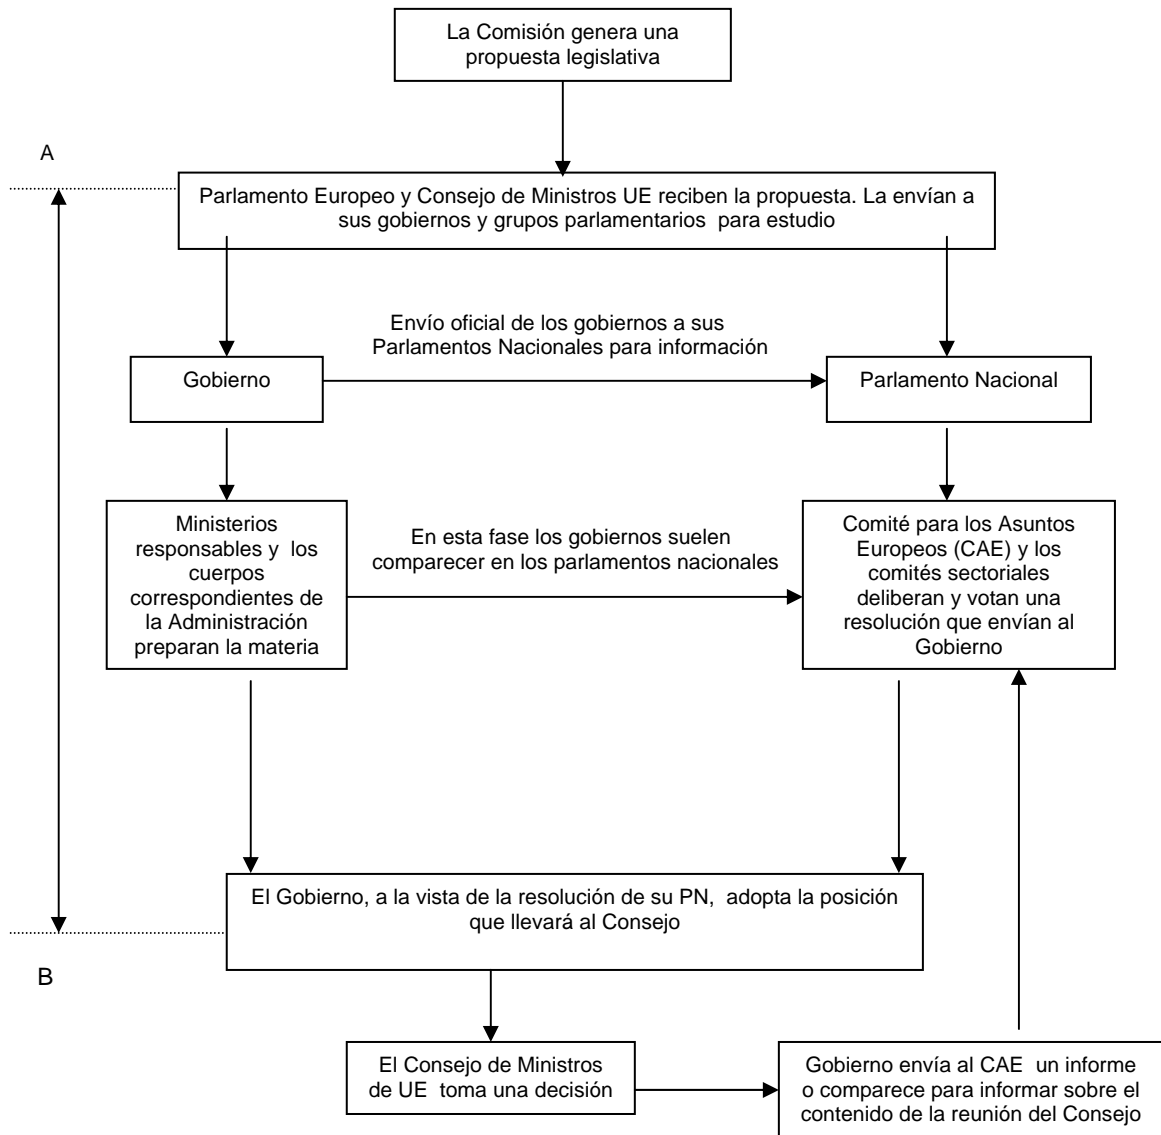 La Comisión genera una
propuesta legislativa
A
Parlamento Europeo y Consejo de Ministros UE reciben la propuesta. La envían a
sus gobiernos y grupos parlamentarios para estudio
Envío oficial de los gobiernos a sus
Parlamentos Nacionales para información
Gobierno
Parlamento Nacional
Ministerios
responsables y los
cuerpos
correspondientes de
la Administración
preparan la materia
En esta fase los gobiernos suelen
comparecer en los parlamentos nacionales
Comité para los Asuntos
Europeos (CAE) y los
comités sectoriales
deliberan y votan una
resolución que envían al
Gobierno
El Gobierno, a la vista de la resolución de su PN, adopta la posición
que llevará al Consejo
B
El Consejo de Ministros
de UE toma una decisión
Gobierno envía al CAE un informe
o comparece para informar sobre el
contenido de la reunión del Consejo